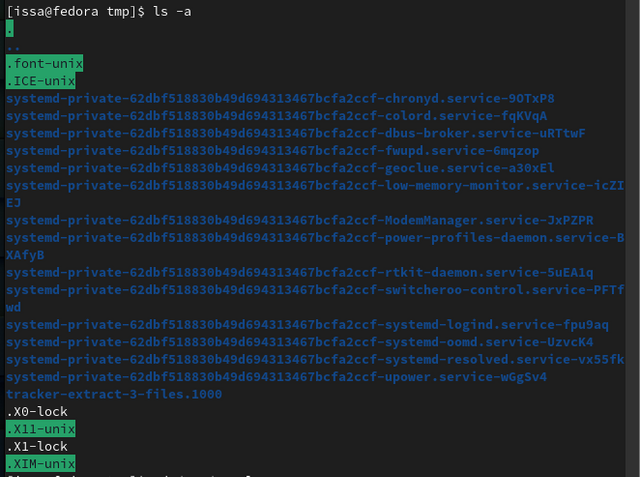 [issa@fedora tmp]$ ls -a
.
..
.font-unix
.ICE-unix
systemd-private-62dbf518830b49d694313467bcfa2ccf-chronyd.service-9OTxP8
systemd-private-62dbf518830b49d694313467bcfa2ccf-colord.service-fqKVqA
systemd-private-62dbf518830b49d694313467bcfa2ccf-dbus-broker.service-uRTtwF
systemd-private-62dbf518830b49d694313467bcfa2ccf-fwupd.service-6mqzop
systemd-private-62dbf518830b49d694313467bcfa2ccf-geoclue.service-a30xEl
systemd-private-62dbf518830b49d694313467bcfa2ccf-low-memory-monitor.service-icZI
EJ
systemd-private-62dbf518830b49d694313467bcfa2ccf-ModemManager.service-JxPZPR
systemd-private-62dbf518830b49d694313467bcfa2ccf-power-profiles-daemon.service-B
XAfyB
systemd-private-62dbf518830b49d694313467bcfa2ccf-rtkit-daemon.service-5uEA1q
systemd-private-62dbf518830b49d694313467bcfa2ccf-switcheroo-control.service-PFTf
wd
systemd-private-62dbf518830b49d694313467bcfa2ccf-systemd-logind.service-fpu9aq
systemd-private-62dbf518830b49d694313467bcfa2ccf-systemd-oomd.service-UzvcK4
systemd-private-62dbf518830b49d694313467bcfa2ccf-systemd-resolved.service-vx55fk
systemd-private-62dbf518830b49d694313467bcfa2ccf-upower.service-wGgSv4
tracker-extract-3-files.1000
.X0-lock
.X11-unix
.X1-lock
.XIM-unix